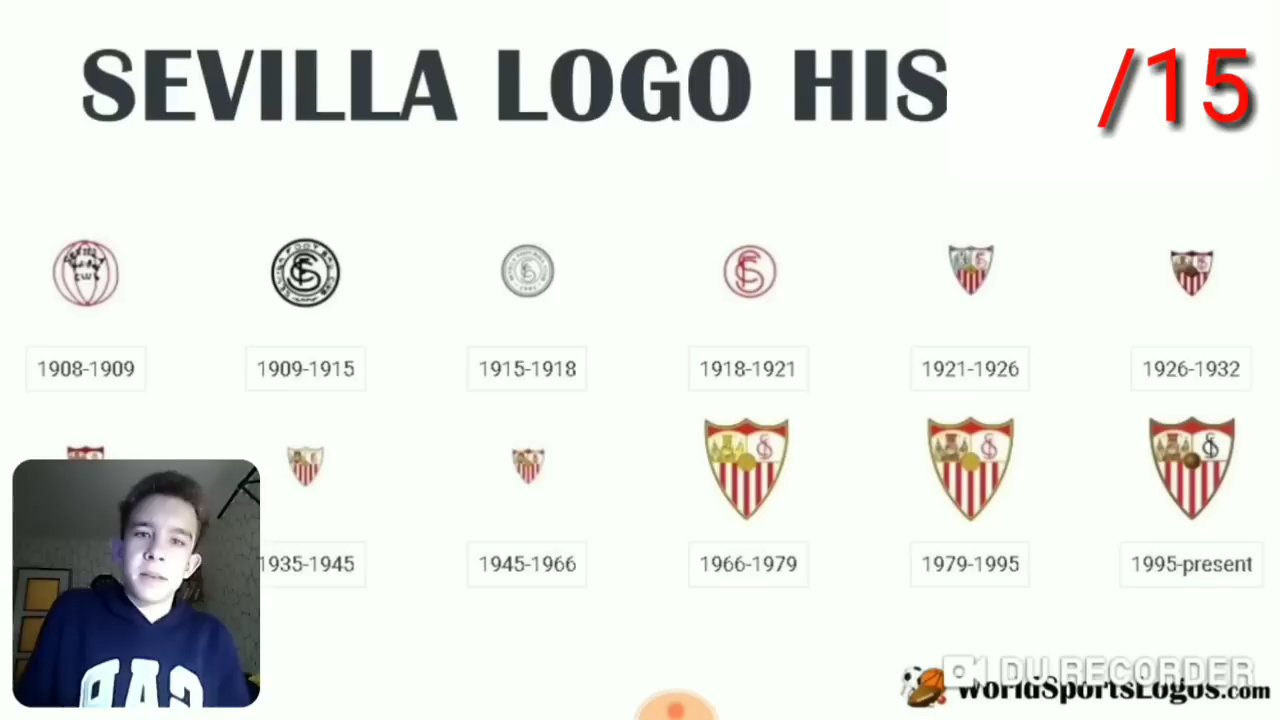 SEVILLA LOGO HIS
/15
1908-1909
1909-1915
1915-1918
1918-1921
1921-1926
1926-1932
1935-1945
1945-1966
1966-1979
1979-1995
1995-present
GAP
DU RECORDER
WorldSportsLogos.com